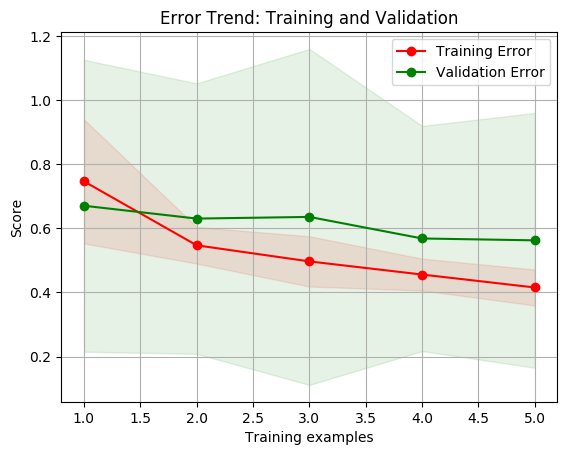 Error Trend: Training and Validation
Training Error
Validation Error
Score
1.2
1.0
0.8
0.6
0.4
0.2
1.0 1.5 2.0 2.5 3.0 3.5 4.0 4.5 5.0
Training examples